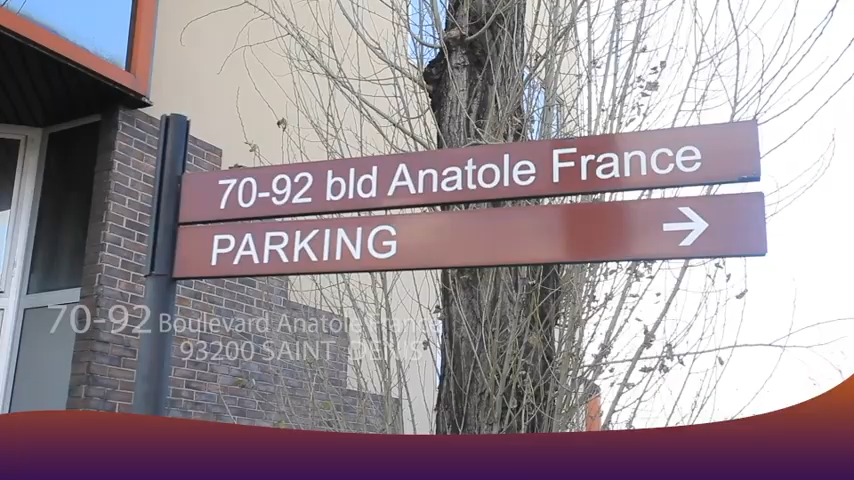 70-92 bld Anatole France
PARKING →
70-92 Boulevard Anatole France
93200 SAINT DENIS